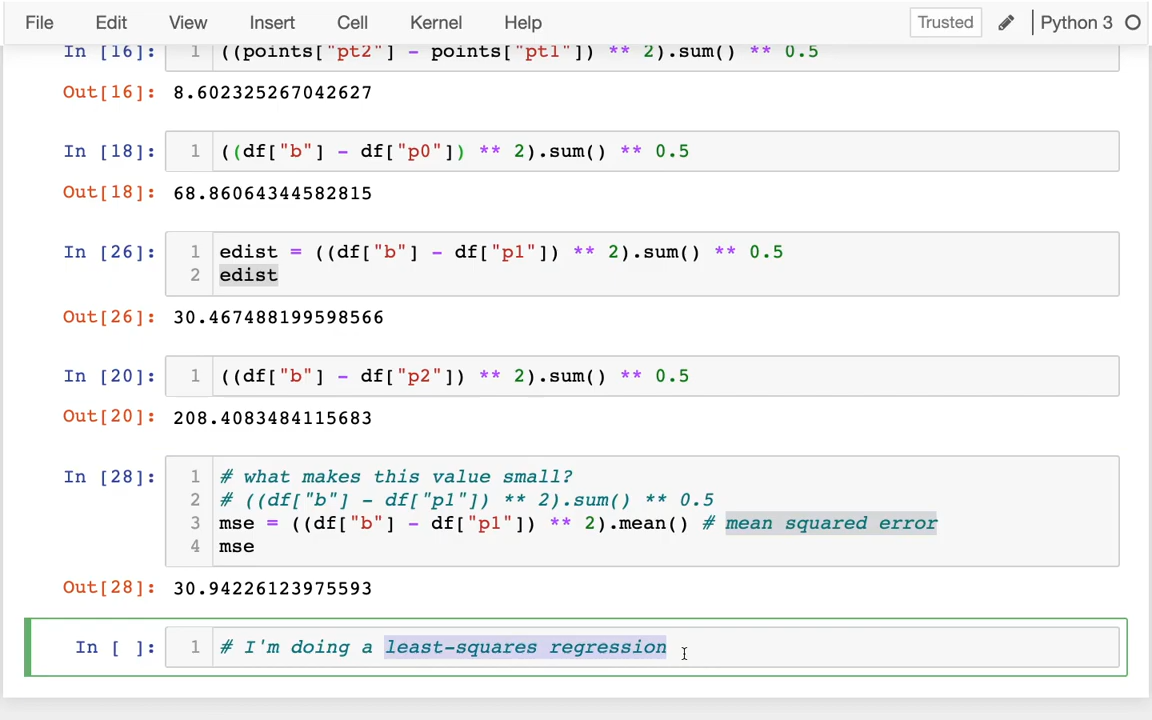 File Edit View Insert Cell Kernel Help Trusted Python 3
In [16]: 1 ((points["pt2"] - points["pt1"]) ** 2).sum() ** 0.5
Out[16]: 8.602325267042627
In [18]: 1 ((df["b"] - df["p0"]) ** 2).sum() ** 0.5
Out[18]: 68.86064344582815
In [26]: 1 edist = ((df["b"] - df["p1"]) ** 2).sum() ** 0.5
2 edist
Out[26]: 30.467488199598566
In [20]: 1 ((df["b"] - df["p2"]) ** 2).sum() ** 0.5
Out[20]: 208.4083484115683
In [28]: 1 # what makes this value small?
2 # ((df["b"] - df["p1"]) ** 2).sum() ** 0.5
3 mse = ((df["b"] - df["p1"]) ** 2).mean() # mean squared error
4 mse
Out[28]: 30.94226123975593
In [ ]: 1 # I'm doing a least-squares regression